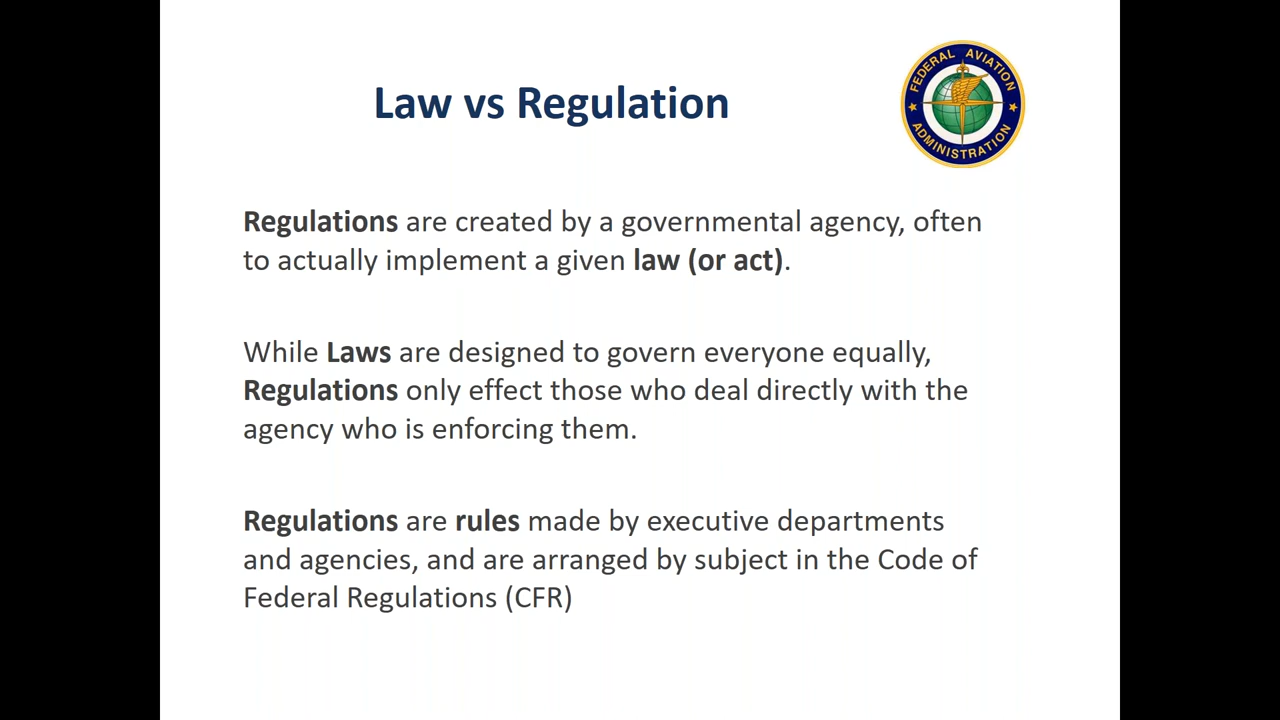 Law vs Regulation
FEDERAL AVIATION
ADMINISTRATION
Regulations are created by a governmental agency, often
to actually implement a given law (or act).
While Laws are designed to govern everyone equally,
Regulations only effect those who deal directly with the
agency who is enforcing them.
Regulations are rules made by executive departments
and agencies, and are arranged by subject in the Code of
Federal Regulations (CFR)